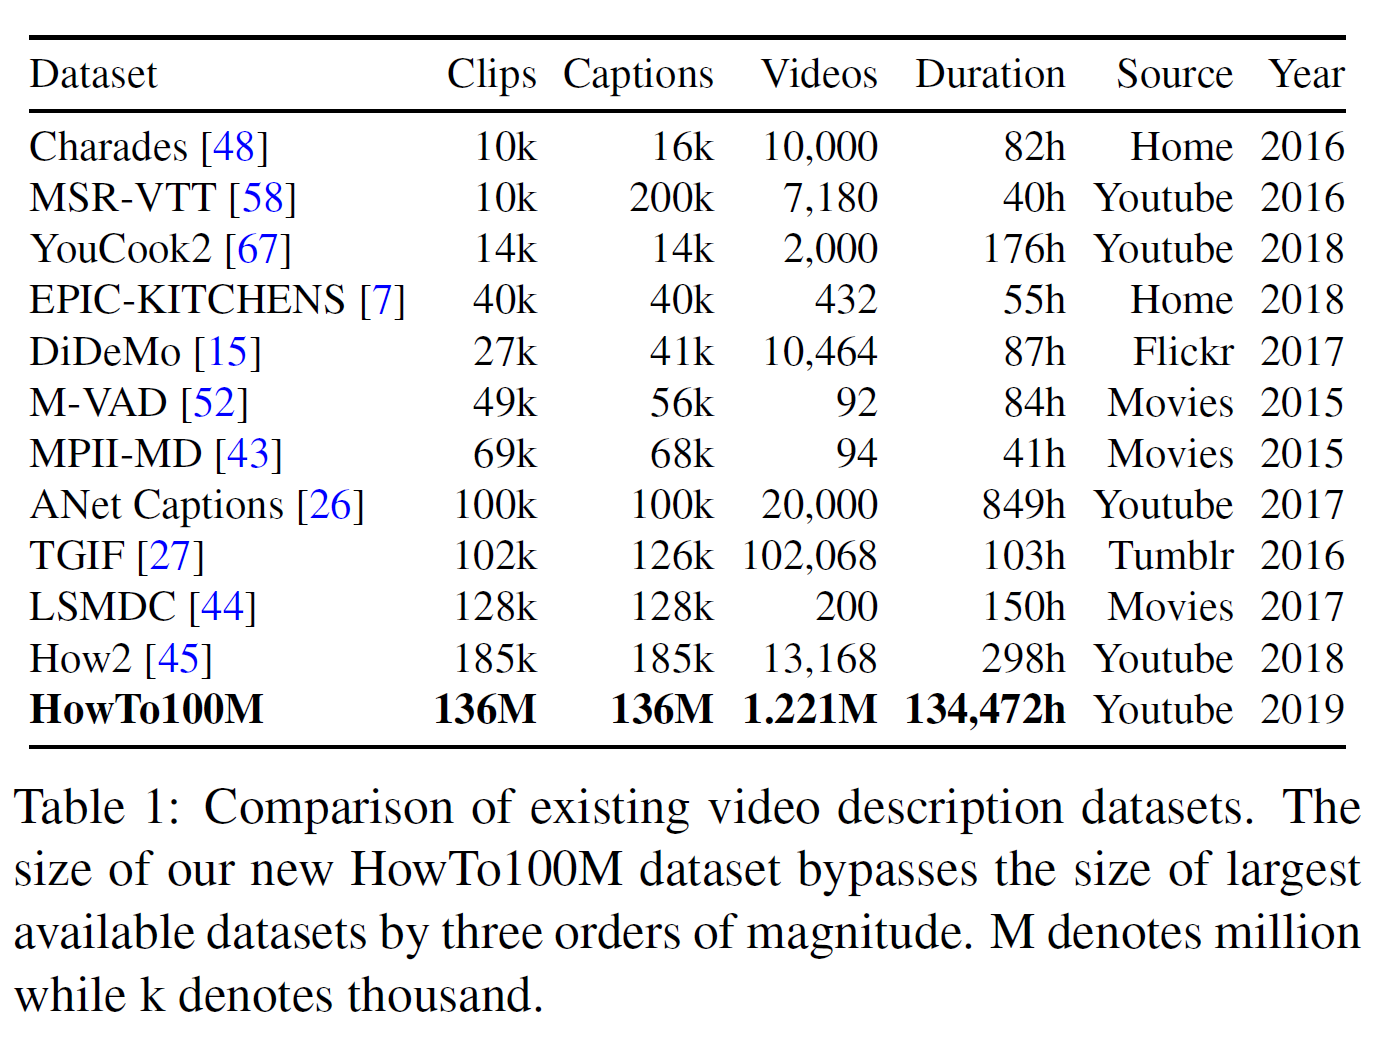 Dataset Clips Captions Videos Duration Source Year
Charades [48] 10k 16k 10,000 82h Home 2016
MSR-VTT [58] 10k 200k 7,180 40h Youtube 2016
YouCook2 [67] 14k 14k 2,000 176h Youtube 2018
EPIC-KITCHENS [7] 40k 40k 432 55h Home 2018
DiDeMo [15] 27k 41k 10,464 87h Flickr 2017
M-VAD [52] 49k 56k 92 84h Movies 2015
MPII-MD [43] 69k 68k 94 41h Movies 2015
ANet Captions [26] 100k 100k 20,000 849h Youtube 2017
TGIF [27] 102k 126k 102,068 103h Tumblr 2016
LSMDC [44] 128k 128k 200 150h Movies 2017
How2 [45] 185k 185k 13,168 298h Youtube 2018
HowTo100M 136M 136M 1.221M 134,472h Youtube 2019
Table 1: Comparison of existing video description datasets. The
size of our new HowTo100M dataset bypasses the size of largest
available datasets by three orders of magnitude. M denotes million
while k denotes thousand.